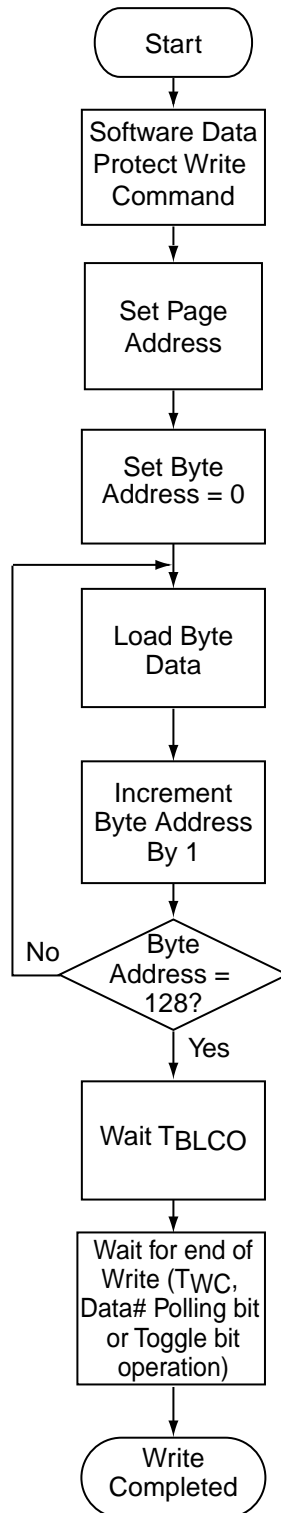 Start
Software Data
Protect Write
Command
Set Page
Address
Set Byte
Address = 0
Load Byte
Data
Increment
Byte Address
By 1
No
Byte
Address =
128?
Yes
Wait TBLCO
Wait for end of
Write (TWC,
Data# Polling bit
or Toggle bit
operation)
Write
Completed